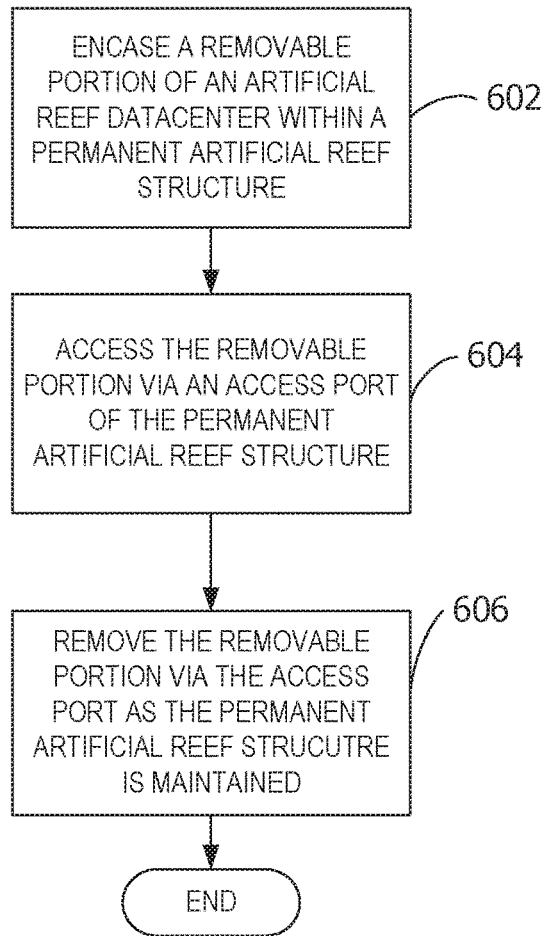 ENCASE A REMOVABLE
PORTION OF AN ARTIFICIAL
REEF DATACENTER WITHIN A
PERMANENT ARTIFICIAL REEF
STRUCTURE
602
ACCESS THE REMOVABLE
PORTION VIA AN ACCESS PORT
OF THE PERMANENT
ARTIFICIAL REEF STRUCTURE
604
REMOVE THE REMOVABLE
PORTION VIA THE ACCESS
PORT AS THE PERMANENT
ARTIFICIAL REEF STRUCUTRE
IS MAINTAINED
606
END